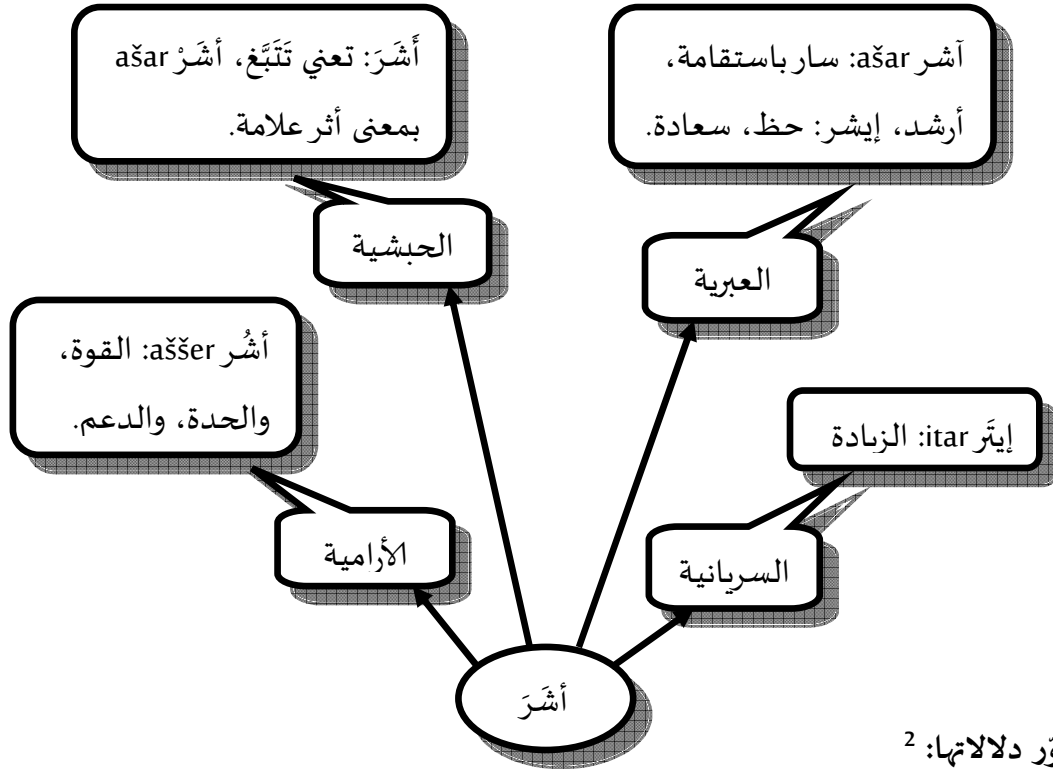 آشر ašar: سار باستقامة،
أرشد، إيشر: حظ، سعادة.
أَشَرَ: تعني تَتَبَّغ، أشَرْ ašar
بمعنى أثر علامة.
العبرية
الحبشية
إيتَر itar: الزيادة
أشُر aššer: القوة،
والحدة، والدعم.
السريانية
الأرامية
أشَرَ
دلالاتها: 2